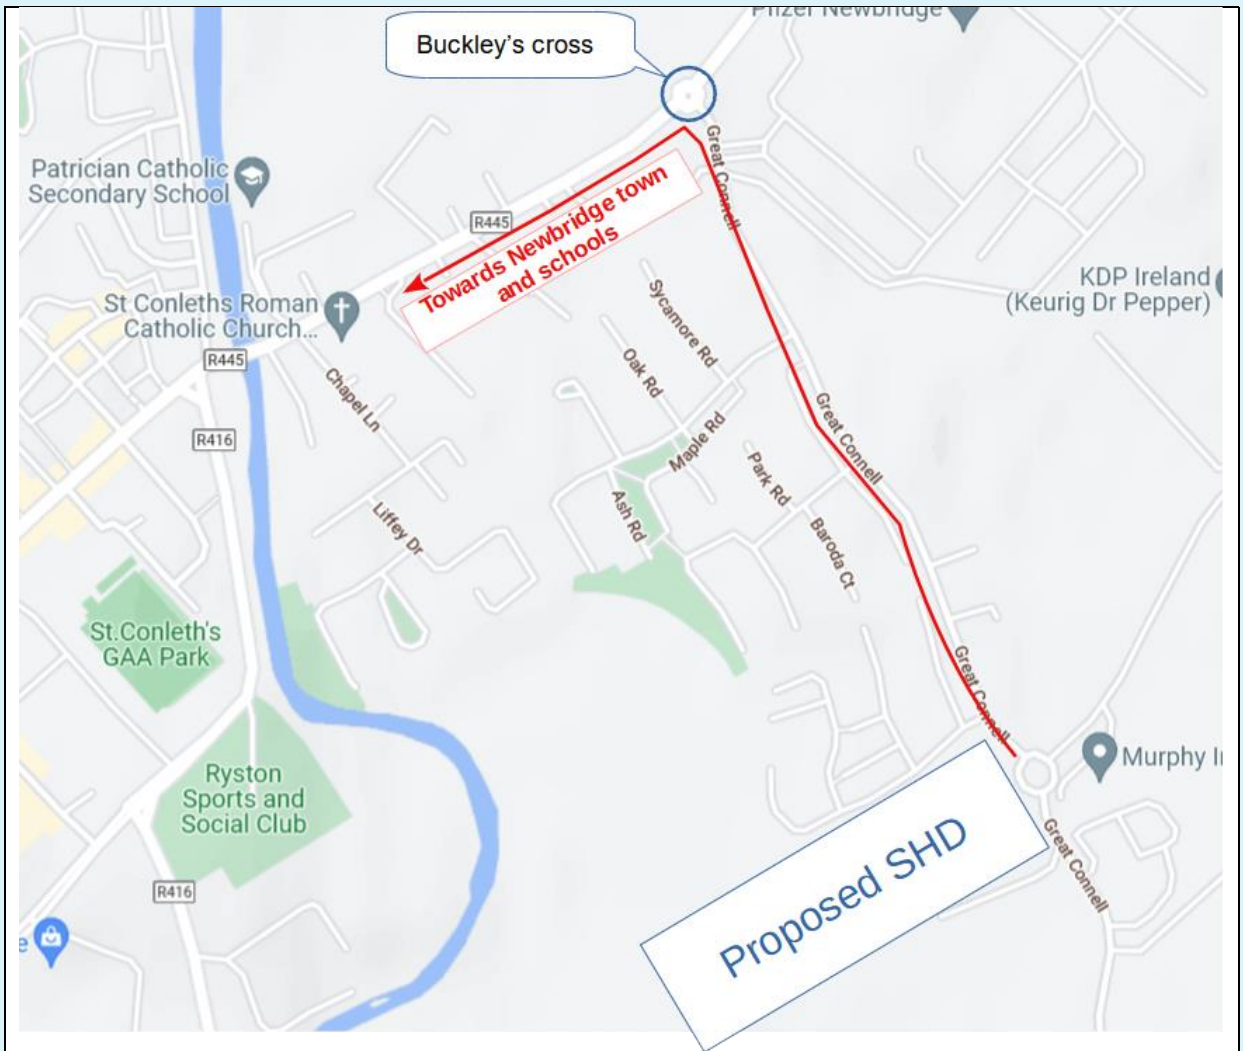 Pfizer Newbridge
Buckley's cross
Great Connell
Patrician Catholic
Secondary School
R445
Towards Newbridge town
and schools
KDP Ireland
(Keurig Dr Pepper)
St Conleths Roman
Catholic Church...
Sycamore Rd
Oak Rd
R445
Chapel Ln
Great Connell
R416
Maple Rd
Park Rd
Ash Rd
Liffey Dr
Baroda Ct
St.Conleth's
GAA Park
Great Connell
Murphy I
Ryston
Sports and
Social Club
Proposed SHD
Great Connell
R416
e